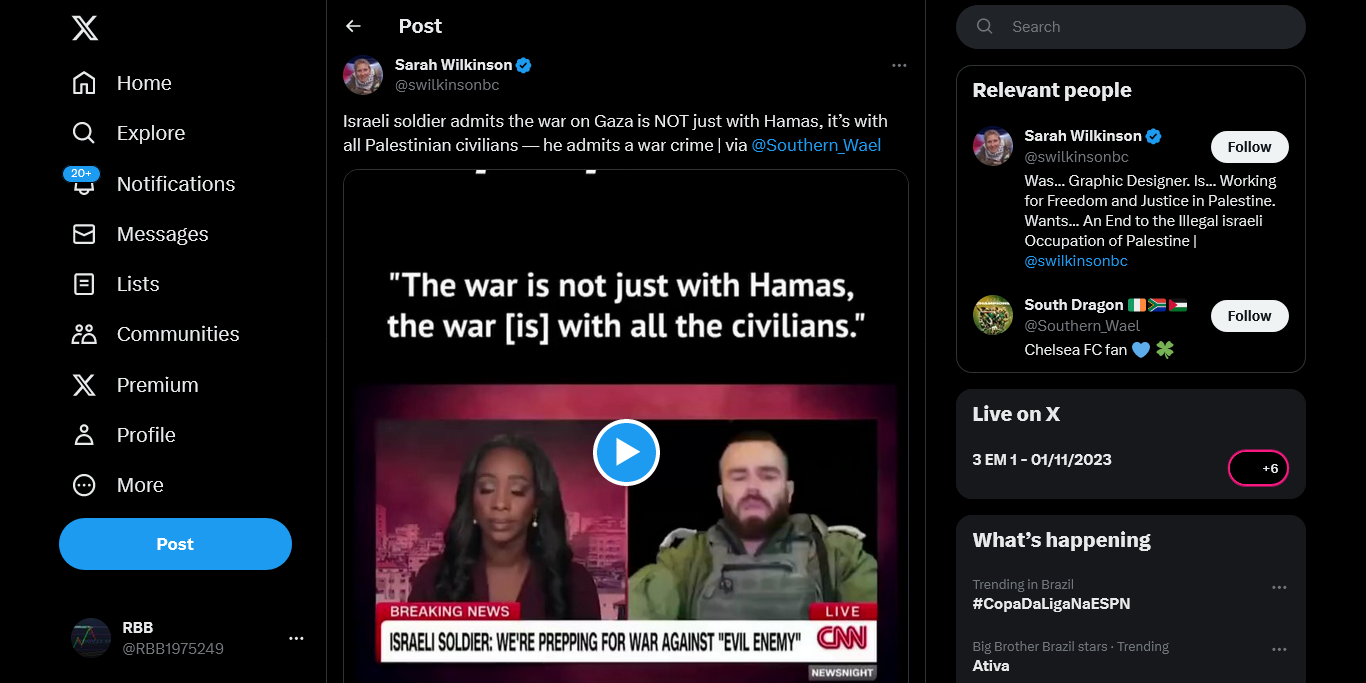 Home
Explore
20+
Notifications
Messages
Lists
Communities
Premium
Profile
More
Post
RBB
@RBB1975249
Post
Sarah Wilkinson
@swilkinsonbc
Israeli soldier admits the war on Gaza is NOT just with Hamas, it’s with
all Palestinian civilians — he admits a war crime | via @Southern_Wael
"The war is not just with Hamas,
the war [is] with all the civilians."
BREAKING NEWS
LIVE
ISRAELI SOLDIER: WE'RE PREPPING FOR WAR AGAINST "EVIL ENEMY"
CNN
NEWSNIGHT
Search
Relevant people
Sarah Wilkinson
@swilkinsonbc
Follow
Was... Graphic Designer. Is... Working
for Freedom and Justice in Palestine.
Wants... An End to the Illegal israeli
Occupation of Palestine |
@swilkinsonbc
South Dragon
@Southern_Wael
Follow
Chelsea FC fan
Live on X
3 EM 1 - 01/11/2023
+6
What’s happening
Trending in Brazil
#CopaDaLigaNaESPN
Big Brother Brazil stars · Trending
Ativa